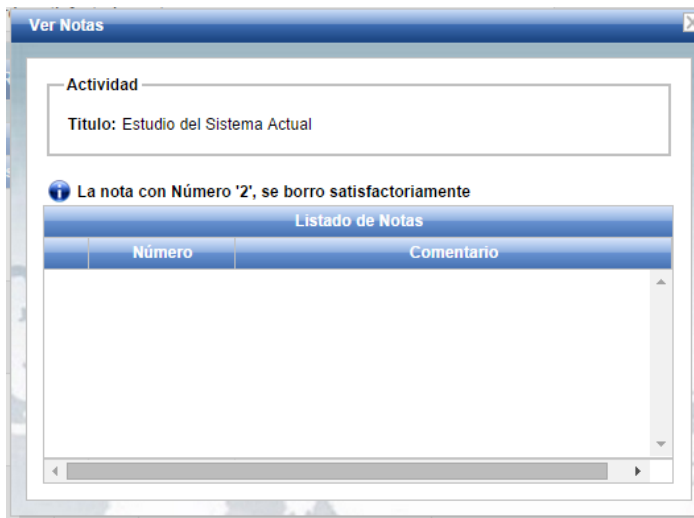 Ver Notas
Actividad
Titulo: Estudio del Sistema Actual
La nota con Número '2', se borro satisfactoriamente
Listado de Notas
Número Comentario